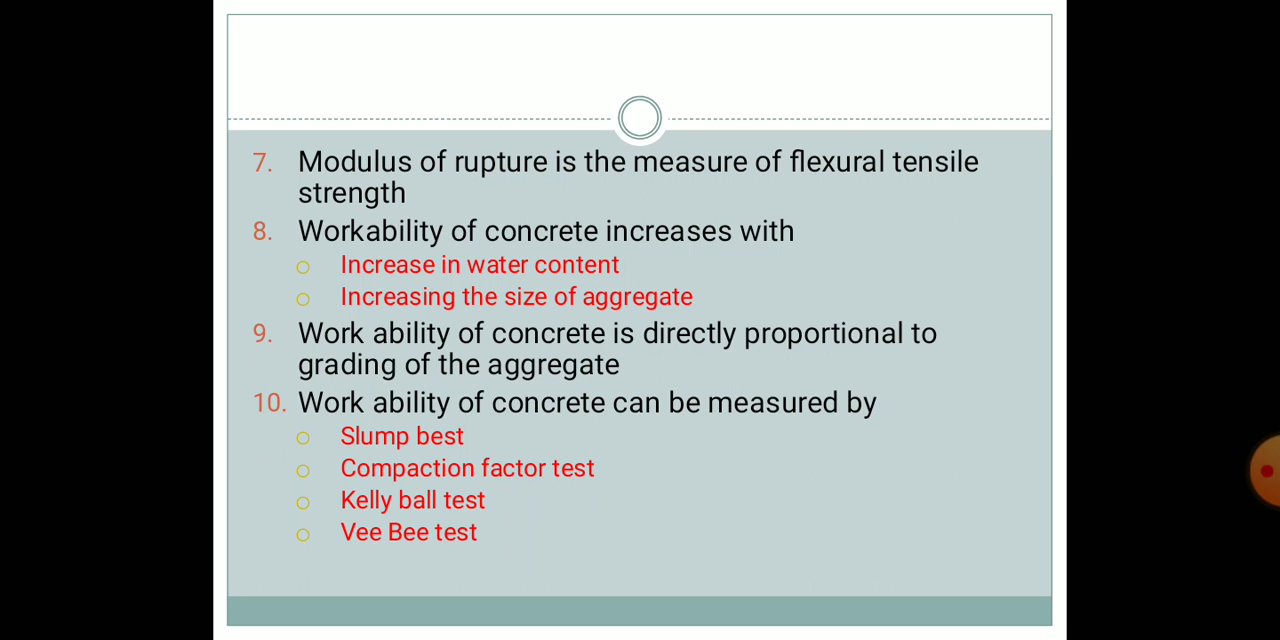 7. Modulus of rupture is the measure of flexural tensile
strength
8. Workability of concrete increases with
Increase in water content
Increasing the size of aggregate
9. Work ability of concrete is directly proportional to
grading of the aggregate
10. Work ability of concrete can be measured by
Slump best
Compaction factor test
Kelly ball test
Vee Bee test